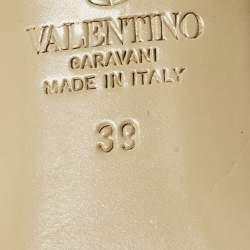 VALENTINO
GARAVANI
MADE IN ITALY
39